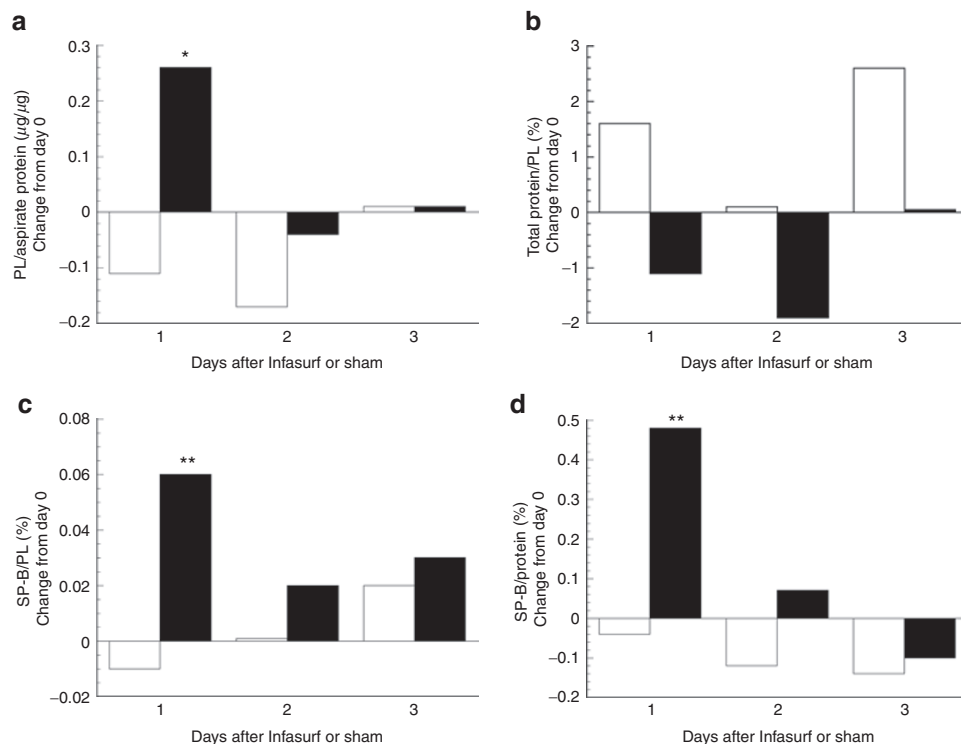 a
PL/aspirate protein (μg/μg)
Change from day 0
0.3
0.2
0.1
0
−0.1
−0.2
*
1 2 3
Days after Infasurf or sham
b
Total protein/PL (%)
Change from day 0
3
2
1
0
−1
−2
1 2 3
Days after Infasurf or sham
c
SP-B/PL (%)
Change from day 0
0.08
0.06
0.04
0.02
0
−0.02
**
1 2 3
Days after Infasurf or sham
d
SP-B/protein (%)
Change from day 0
0.5
0.4
0.3
0.2
0.1
0
−0.1
−0.2
**
1 2 3
Days after Infasurf or sham